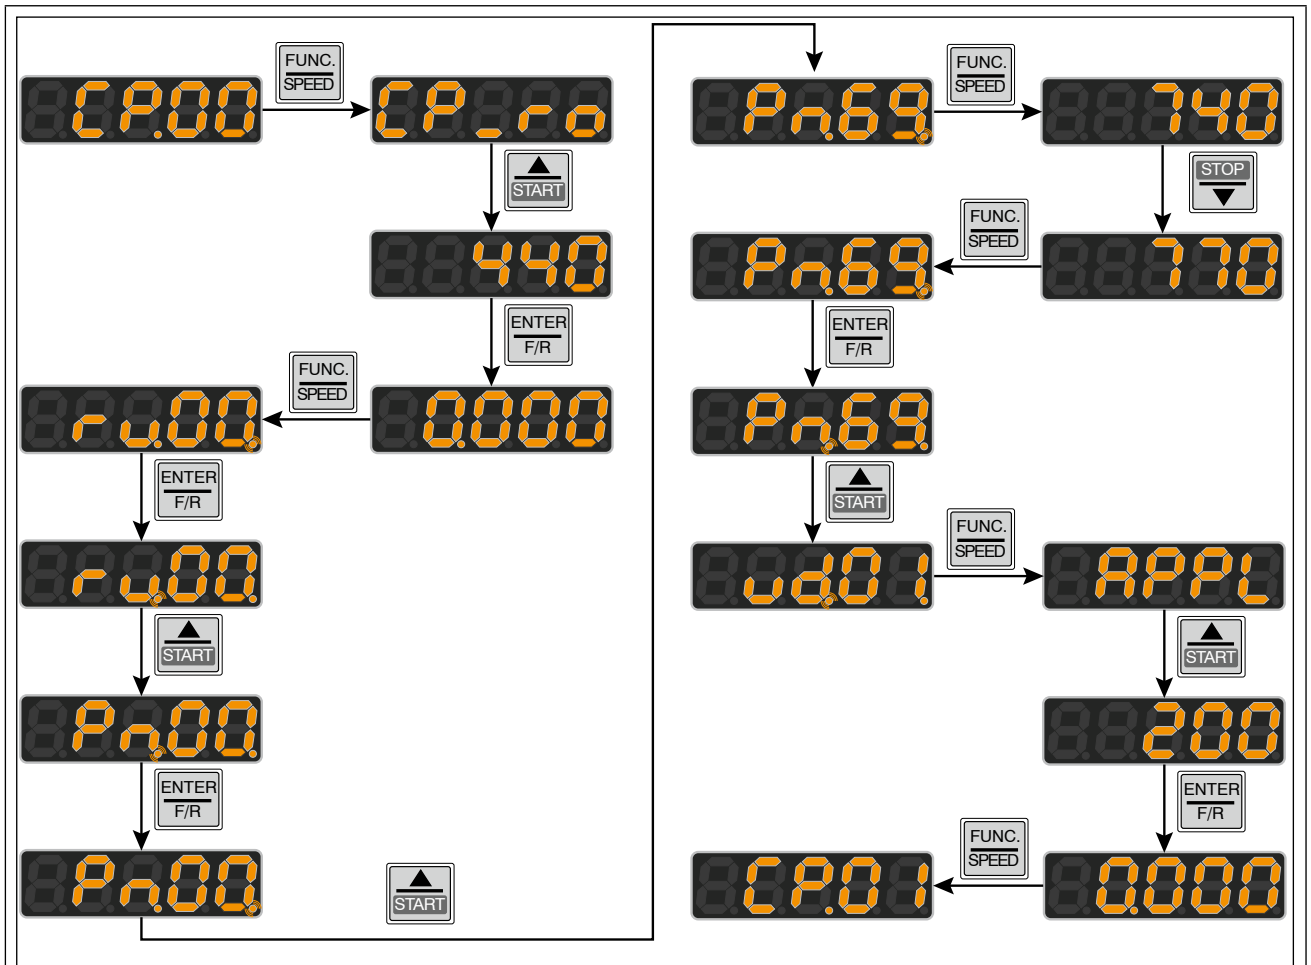 CP.00
FUNC.
SPEED
CP_ro
START
440
ENTER
F/R
0.000
FUNC.
SPEED
ru.00.
ENTER
F/R
ru.00.
START
Pn.00.
ENTER
F/R
Pn.00.
START
Pn.69.
FUNC.
SPEED
740
STOP
770
FUNC.
SPEED
Pn.69.
ENTER
F/R
Pn.69.
START
ud.01.
FUNC.
SPEED
APPL
START
200
ENTER
F/R
0.000
FUNC.
SPEED
CP.01